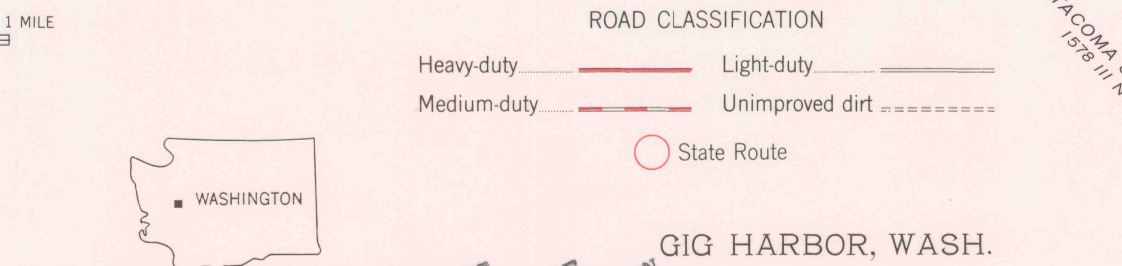 1 MILE
ROAD CLASSIFICATION
Heavy-duty
Light-duty
Medium-duty
Unimproved dirt
State Route
WASHINGTON
GIG HARBOR, WASH.
TACOMA
1578 III